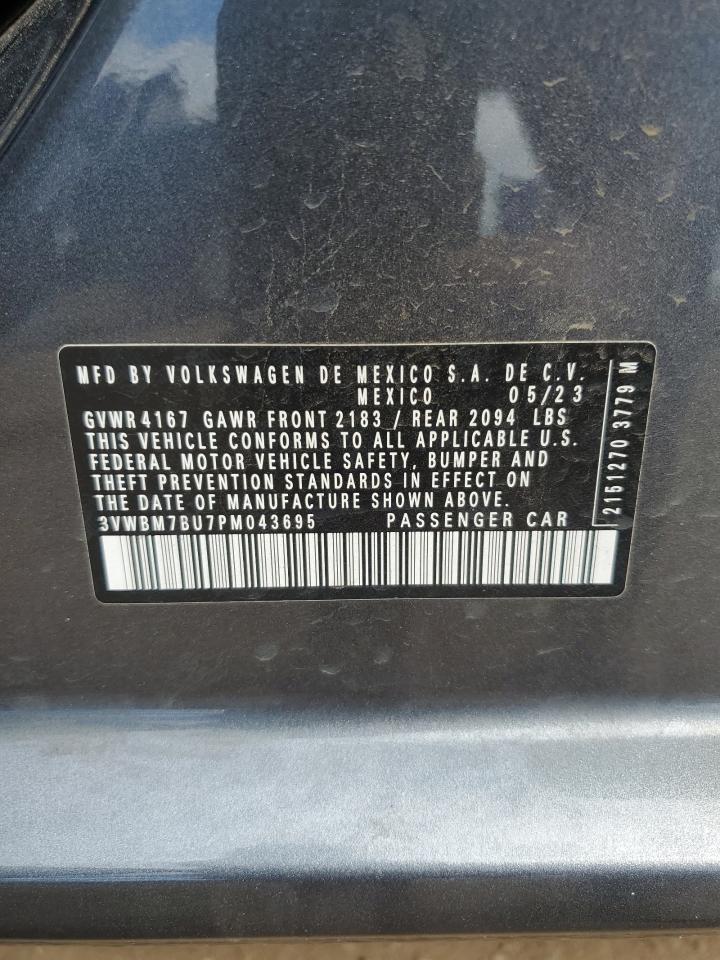 MFD BY VOLKSWAGEN DE MEXICO S.A. DE C.V.
MEXICO 05/23
GVWR 4167 GAWR FRONT 2183 / REAR 2094 LBS
THIS VEHICLE CONFORMS TO ALL APPLICABLE U.S.
FEDERAL MOTOR VEHICLE SAFETY, BUMPER AND
THEFT PREVENTION STANDARDS IN EFFECT ON
THE DATE OF MANUFACTURE SHOWN ABOVE.
3VWBM7BU7PM043695 PASSENGER CAR
2151270 3779 M